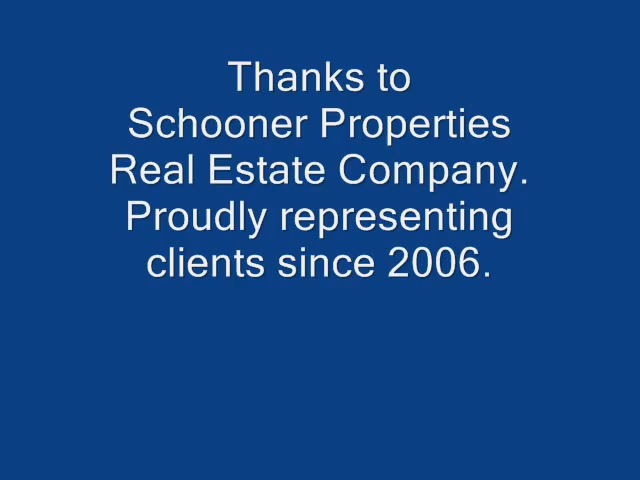 Thanks to
Schooner Properties
Real Estate Company.
Proudly representing
clients since 2006.